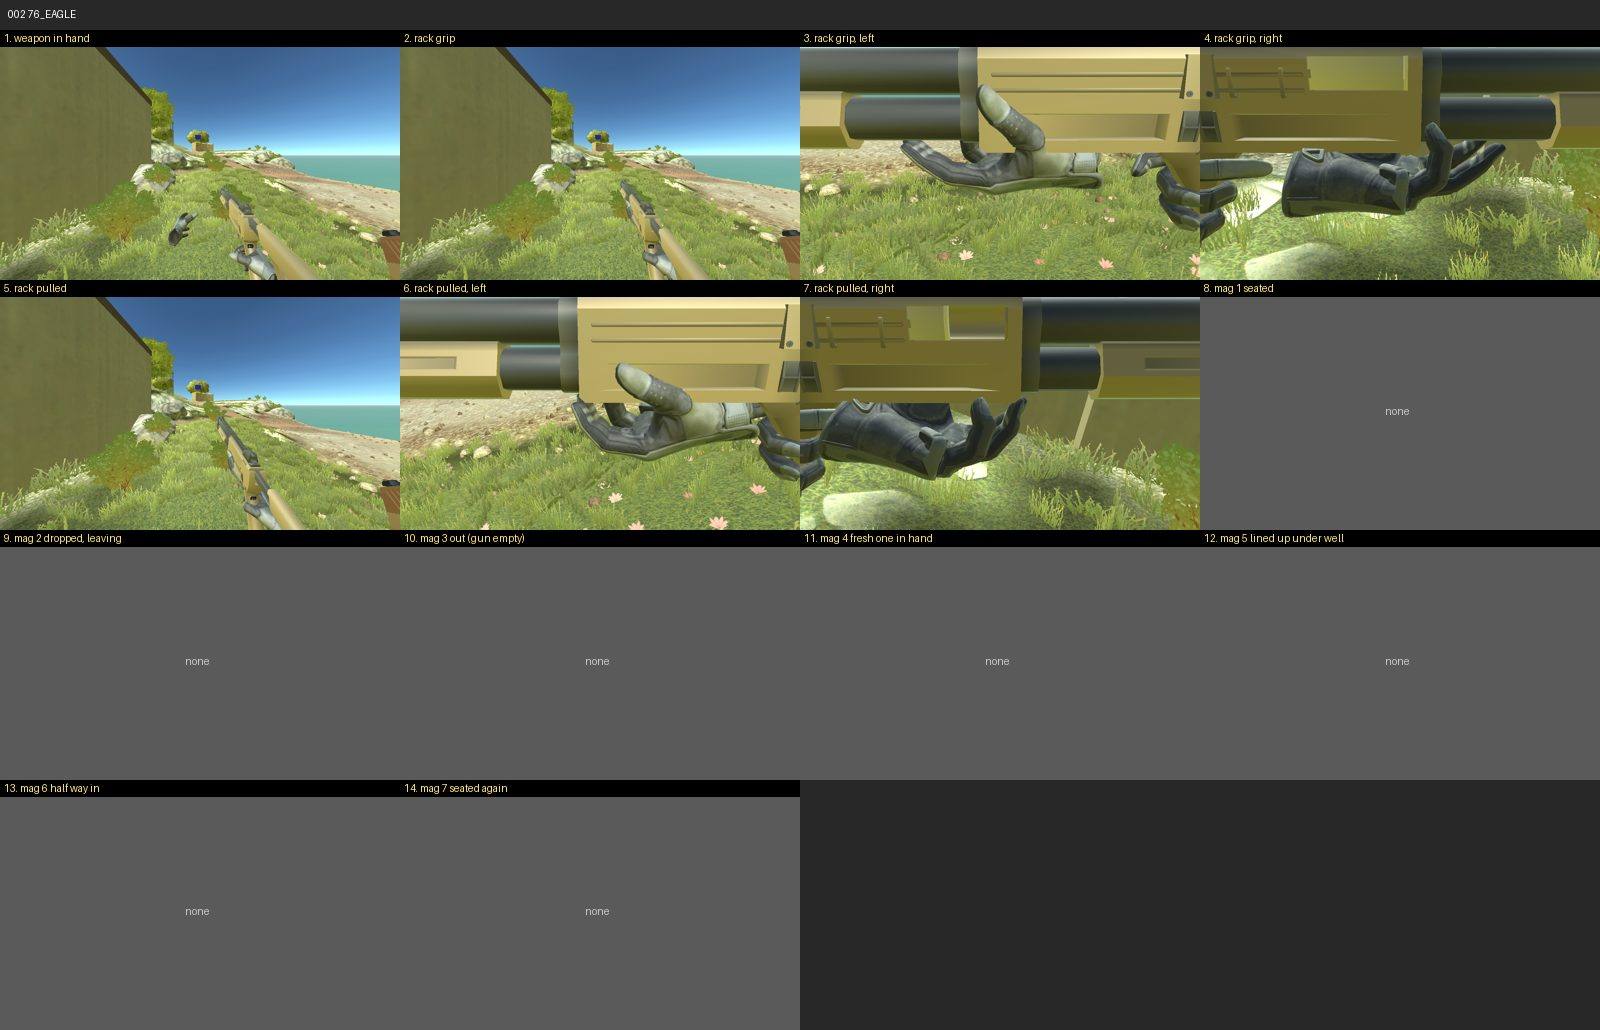 002 76_EAGLE
1. weapon in hand
2. rack grip
3. rack grip, left
4. rack grip, right
5. rack pulled
6. rack pulled, left
7. rack pulled, right
8. mag 1 seated
none
9. mag 2 dropped, leaving
10. mag 3 out (gun empty)
11. mag 4 fresh one in hand
12. mag 5 lined up under well
none
none
none
none
13. mag 6 half way in
14. mag 7 seated again
none
none